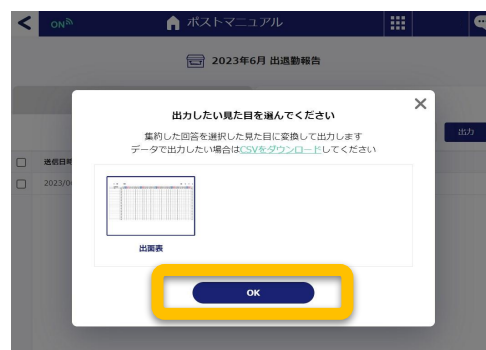 ON
ポストマニュアル
2023年6月 出退勤報告
出力したい見た目を選んでください
集約した回答を選択した見た目に変換して出力します
データで出力したい場合はCSVをダウンロードしてください
出力
送信日時
2023/0
出面表
OK